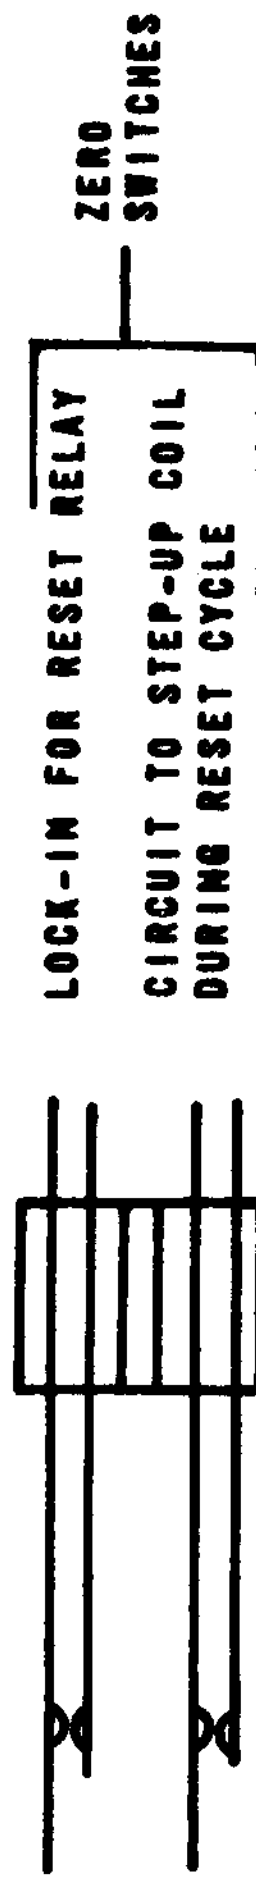 LOCK-IN FOR RESET RELAY
CIRCUIT TO STEP-UP COIL
DURING RESET CYCLE
ZERO
SWITCHES